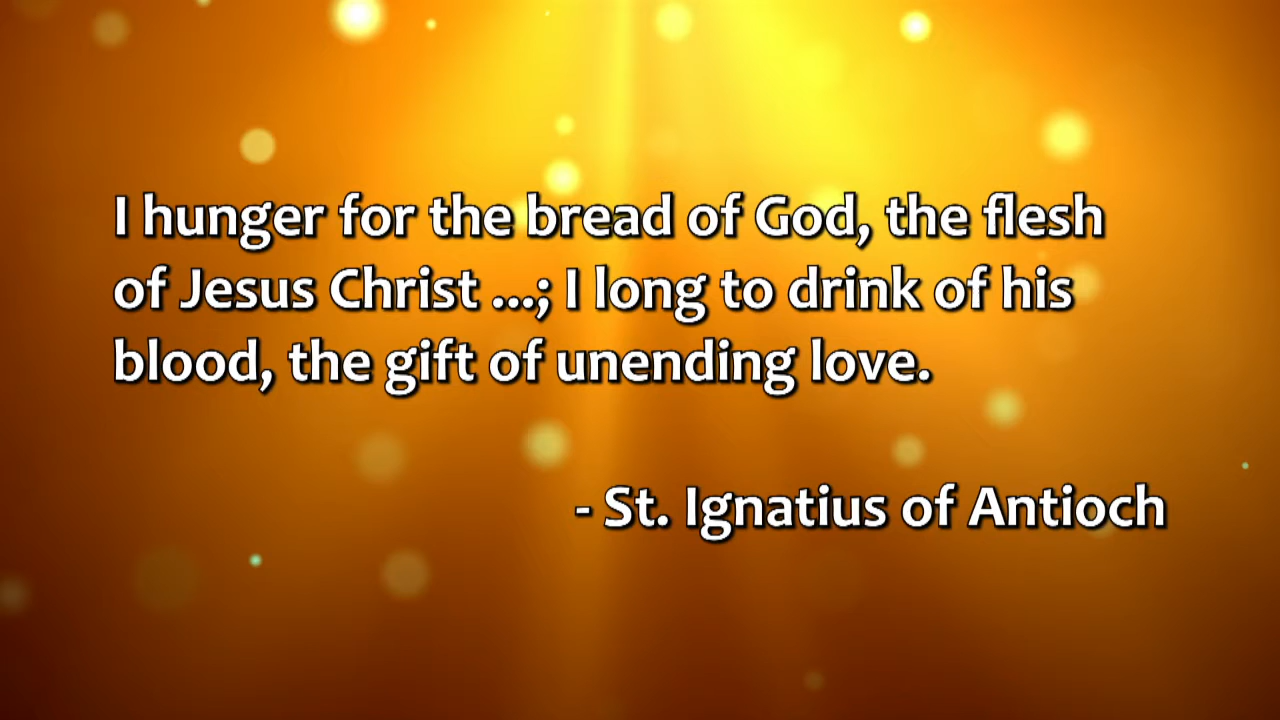 I hunger for the bread of God, the flesh
of Jesus Christ ...; I long to drink of his
blood, the gift of unending love.
- St. Ignatius of Antioch